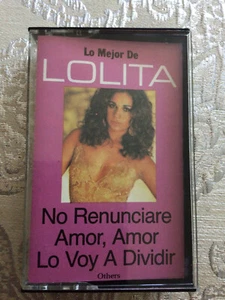 Lo Mejor De
LOLITA
No Renunciare
Amor, Amor
Lo Voy A Dividir
Others